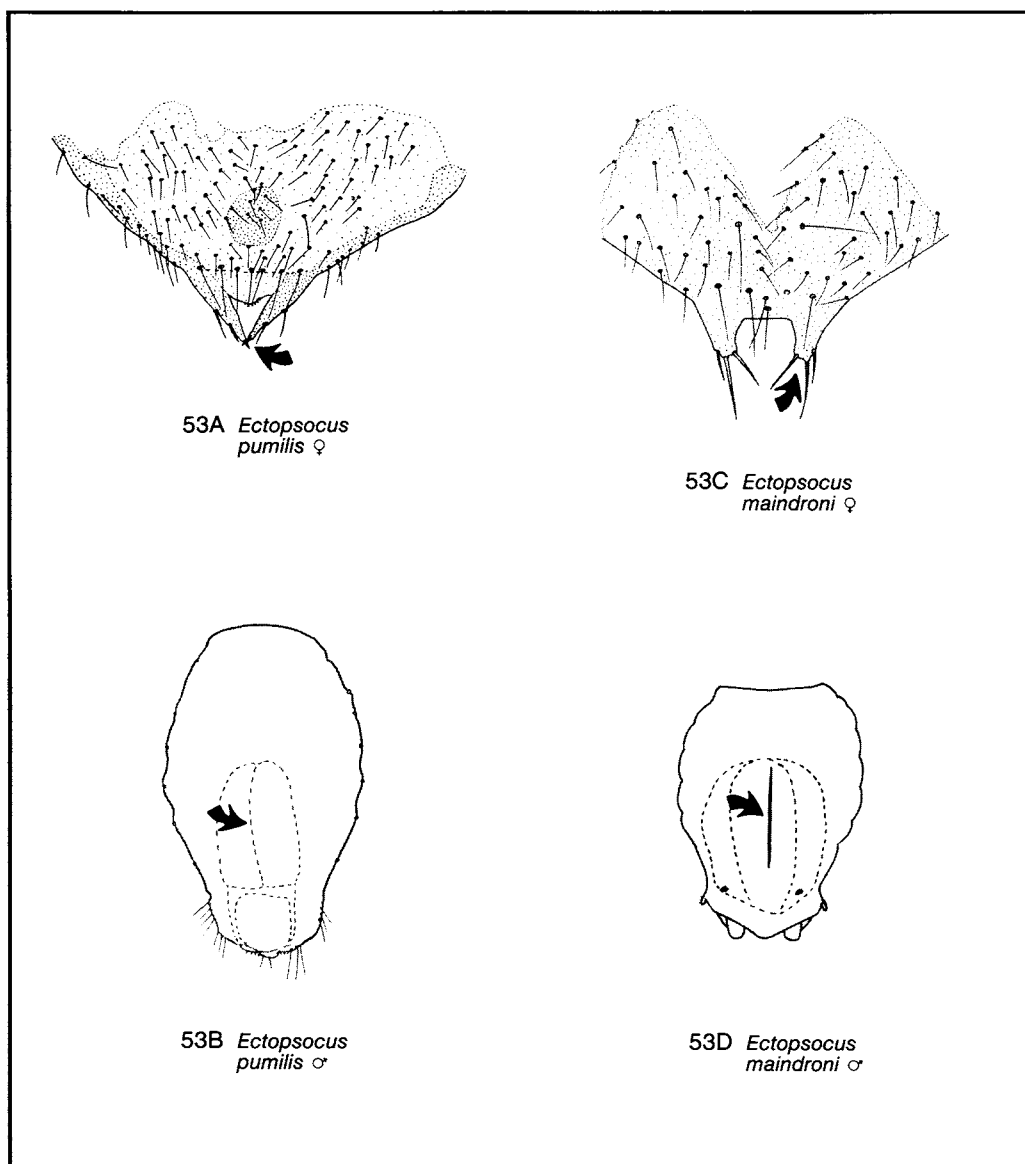 53A Ectopsocus
pumilis ♀
53C Ectopsocus
maindroni ♀
53B Ectopsocus
pumilis ♂
53D Ectopsocus
maindroni ♂